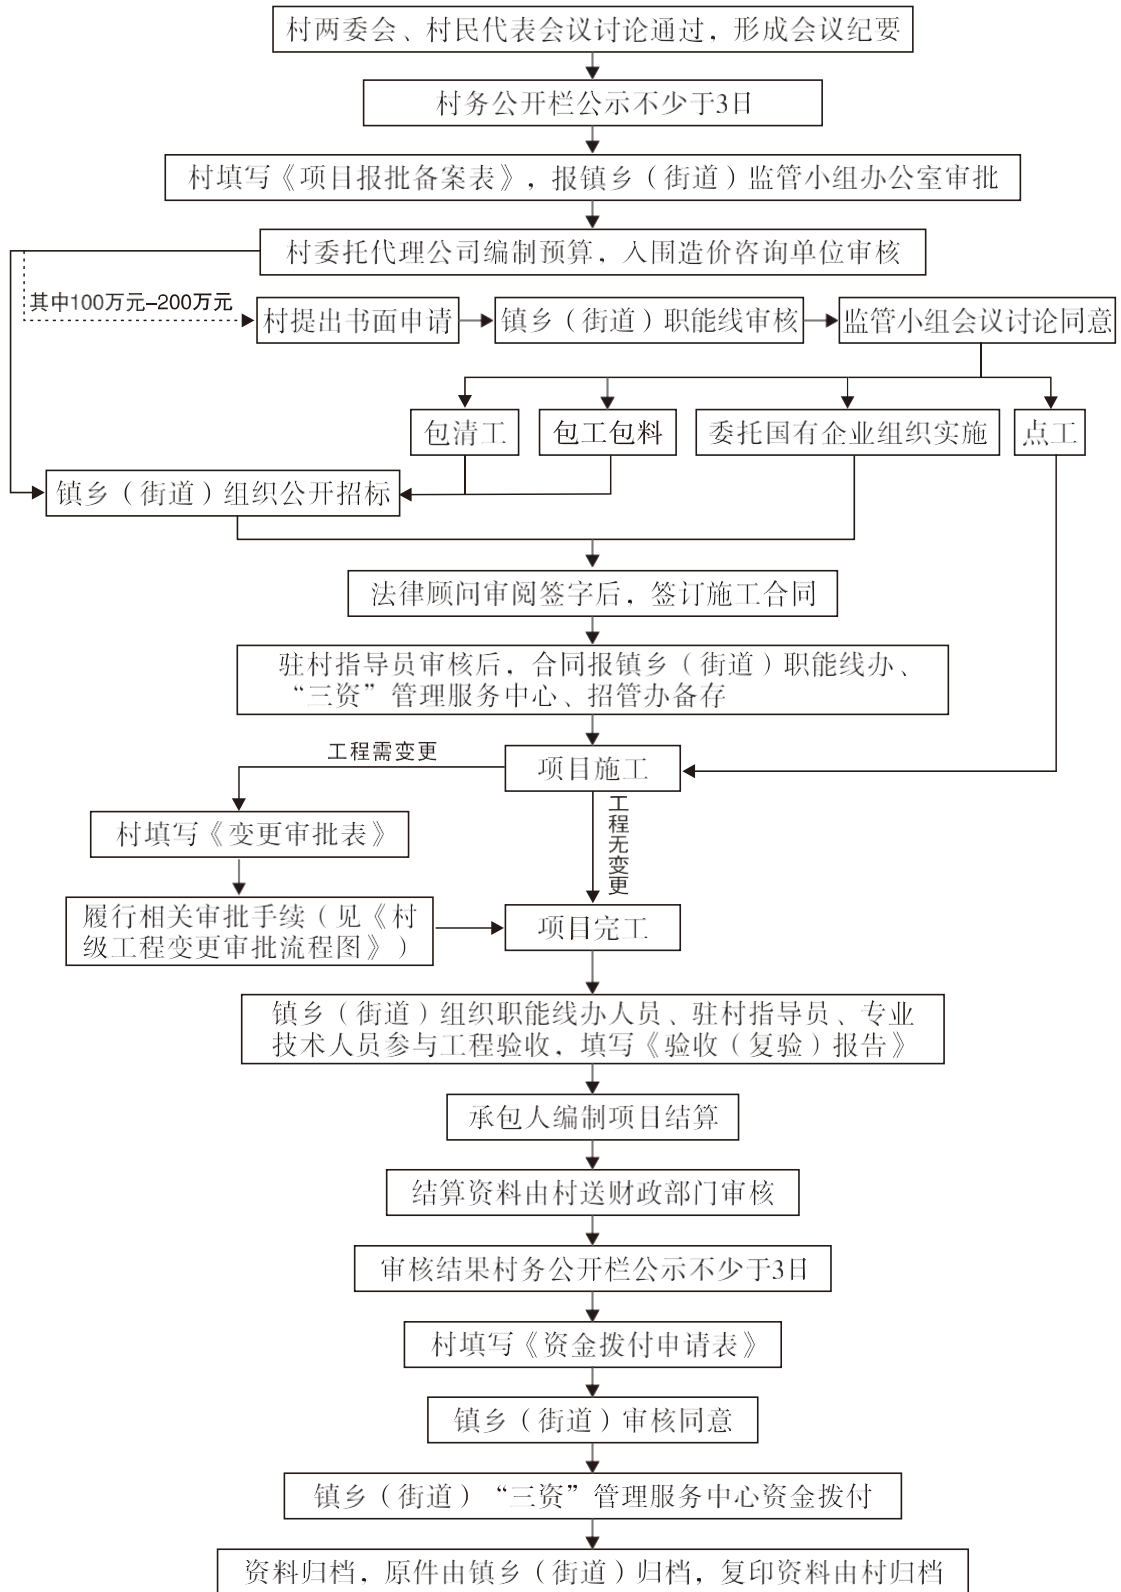 村两委会、村民代表会议讨论通过，形成会议纪要
村务公开栏公示不少于3日
村填写《项目报批备案表》，报镇乡（街道）监管小组办公室审批
村委托代理公司编制预算，入围造价咨询单位审核
其中100万元–200万元
村提出书面申请
镇乡（街道）职能线审核
监管小组会议讨论同意
包清工
包工包料
委托国有企业组织实施
点工
镇乡（街道）组织公开招标
法律顾问审阅签字后，签订施工合同
驻村指导员审核后，合同报镇乡（街道）职能线办、
“三资”管理服务中心、招管办备存
工程需变更
项目施工
工程无变更
村填写《变更审批表》
履行相关审批手续（见《村
级工程变更审批流程图》）
项目完工
镇乡（街道）组织职能线办人员、驻村指导员、专业
技术人员参与工程验收，填写《验收（复验）报告》
承包人编制项目结算
结算资料由村送财政部门审核
审核结果村务公开栏公示不少于3日
村填写《资金拨付申请表》
镇乡（街道）审核同意
镇乡（街道）“三资”管理服务中心资金拨付
资料归档，原件由镇乡（街道）归档，复印资料由村归档